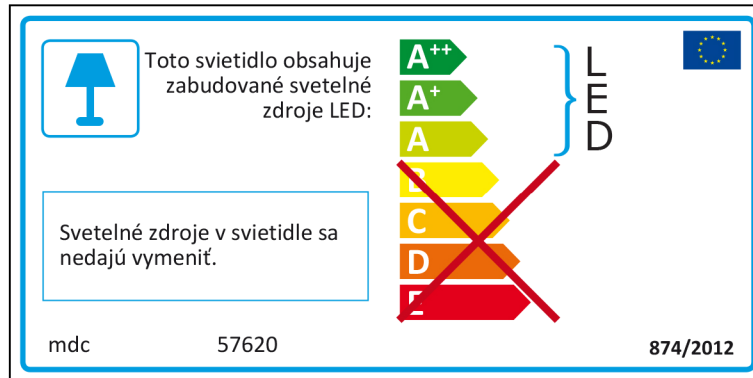 Toto svietidlo obsahuje
zabudované svetelné
zdroje LED:
A++
A+
A
B
C
D
E
L
E
D
Svetelné zdroje v svietidle sa
nedajú vymeniť.
mdc 57620
874/2012